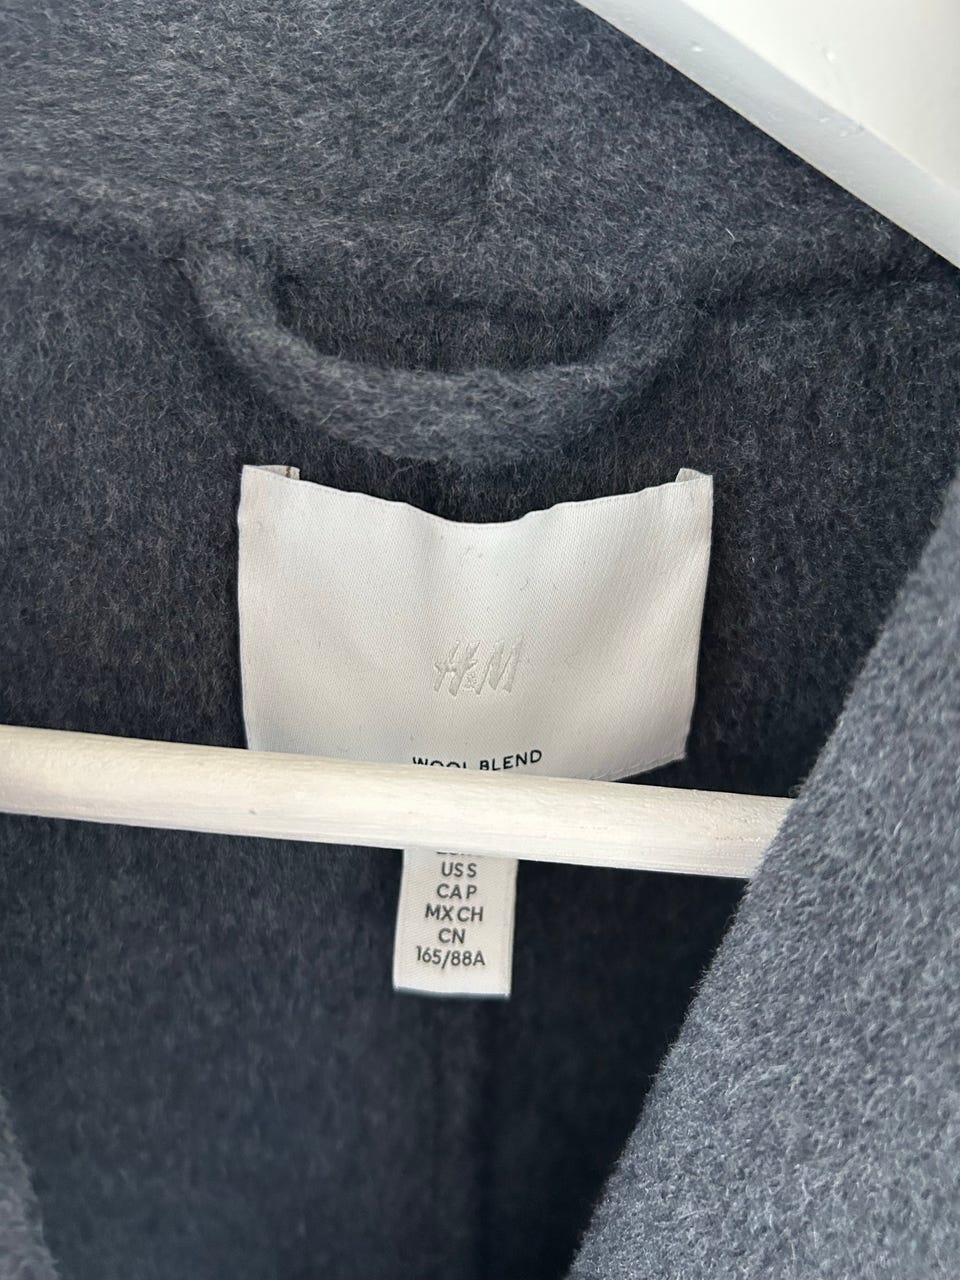 H&M
WOOL BLEND
US S
CA P
MX CH
CN
165/88A